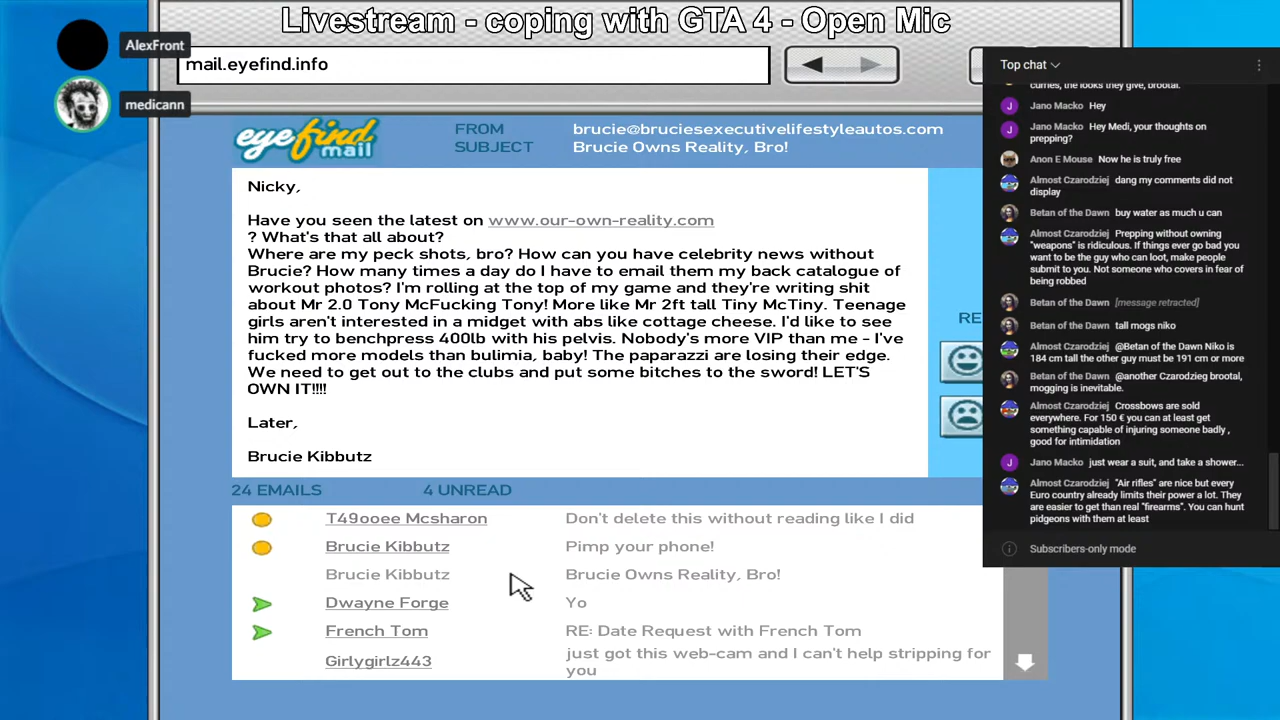 Livestream - coping with GTA 4 - Open Mic
AlexFront
medicann
mail.eyefind.info
eyefind
mail
FROM brucie@bruciesexecutivelifestyleautos.com
SUBJECT Brucie Owns Reality, Bro!
Nicky,
Have you seen the latest on www.our-own-reality.com
? What's that all about?
Where are my peck shots, bro? How can you have celebrity news without
Brucie? How many times a day do I have to email them my back catalogue of
workout photos? I'm rolling at the top of my game and they're writing shit
about Mr 2.0 Tony McFucking Tony! More like Mr 2ft tall Tiny McTiny. Teenage
girls aren't interested in a midget with abs like cottage cheese. I'd like to see
him try to benchpress 400lb with his pelvis. Nobody's more VIP than me - I've
fucked more models than bulimia, baby! The paparazzi are losing their edge.
We need to get out to the clubs and put some bitches to the sword! LET'S
OWN IT!!!!
Later,
Brucie Kibbutz
RE
24 EMAILS 4 UNREAD
T49ooee Mcsharon Don't delete this without reading like I did
Brucie Kibbutz Pimp your phone!
Brucie Kibbutz Brucie Owns Reality, Bro!
Dwayne Forge Yo
French Tom RE: Date Request with French Tom
Girlygirlz443 just got this web-cam and I can't help stripping for
you
Top chat
curries, the looks they give, brootal.
J Jano Macko Hey
J Jano Macko Hey Medi, your thoughts on
prepping?
Anon E Mouse Now he is truly free
Almost Czarodziej dang my comments did not
display
Betan of the Dawn buy water as much u can
Almost Czarodziej Prepping without owning
"weapons" is ridiculous. If things ever go bad you
want to be the guy who can loot, make people
submit to you. Not someone who covers in fear of
being robbed
Betan of the Dawn [message retracted]
Betan of the Dawn tall mogs niko
Almost Czarodziej @Betan of the Dawn Niko is
184 cm tall the other guy must be 191 cm or more
Betan of the Dawn @another Czarodzieg brootal,
mogging is inevitable.
Almost Czarodziej Crossbows are sold
everywhere. For 150 € you can at least get
something capable of injuring someone badly ,
good for intimidation
J Jano Macko just wear a suit, and take a shower...
Almost Czarodziej "Air rifles" are nice but every
Euro country already limits their power a lot. They
are easier to get than real "firearms". You can hunt
pidgeons with them at least
Subscribers-only mode